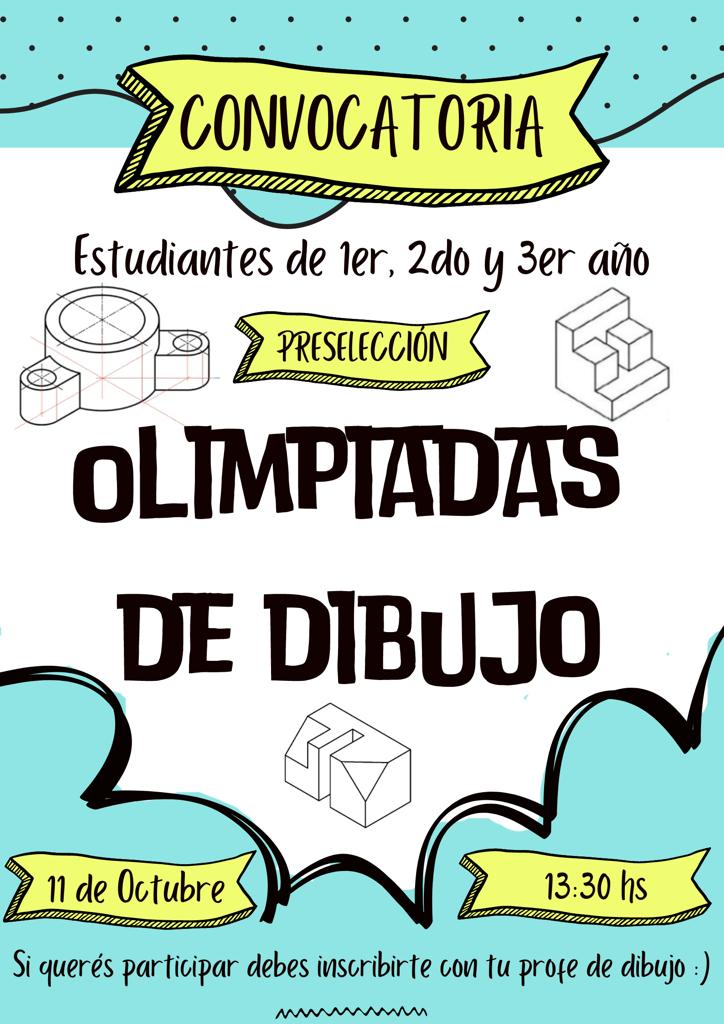 CONVOCATORIA
Estudiantes de 1er, 2do y 3er año
PRESELECCIÓN
OLIMPIADAS
DE DIBUJO
11 de Octubre
13:30 hs
Si querés participar debes inscribirte con tu profe de dibujo :)